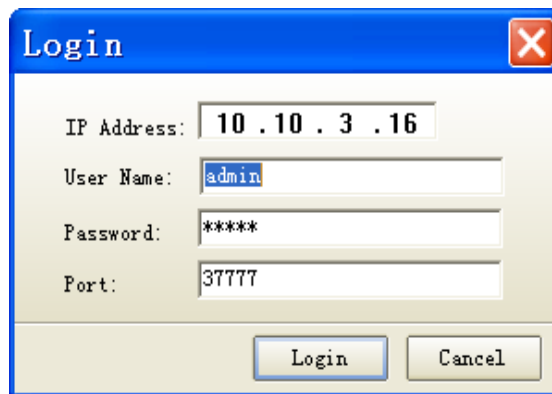 Login
IP Address: 10 . 10 . 3 . 16
User Name: admin
Password: *****
Port: 37777
Login Cancel